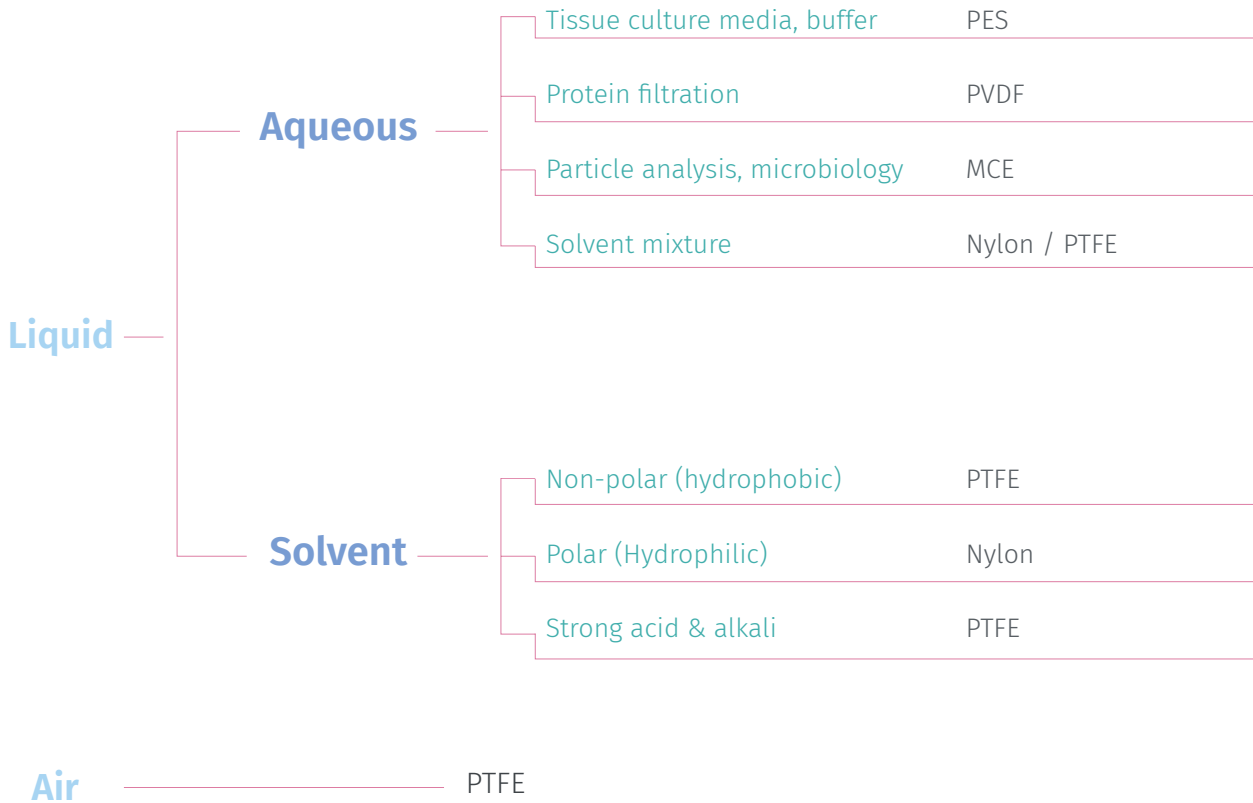 Tissue culture media, buffer PES
Protein filtration PVDF
Aqueous
Particle analysis, microbiology MCE
Solvent mixture Nylon / PTFE
Liquid
Non-polar (hydrophobic) PTFE
Solvent
Polar (Hydrophilic) Nylon
Strong acid & alkali PTFE
Air PTFE